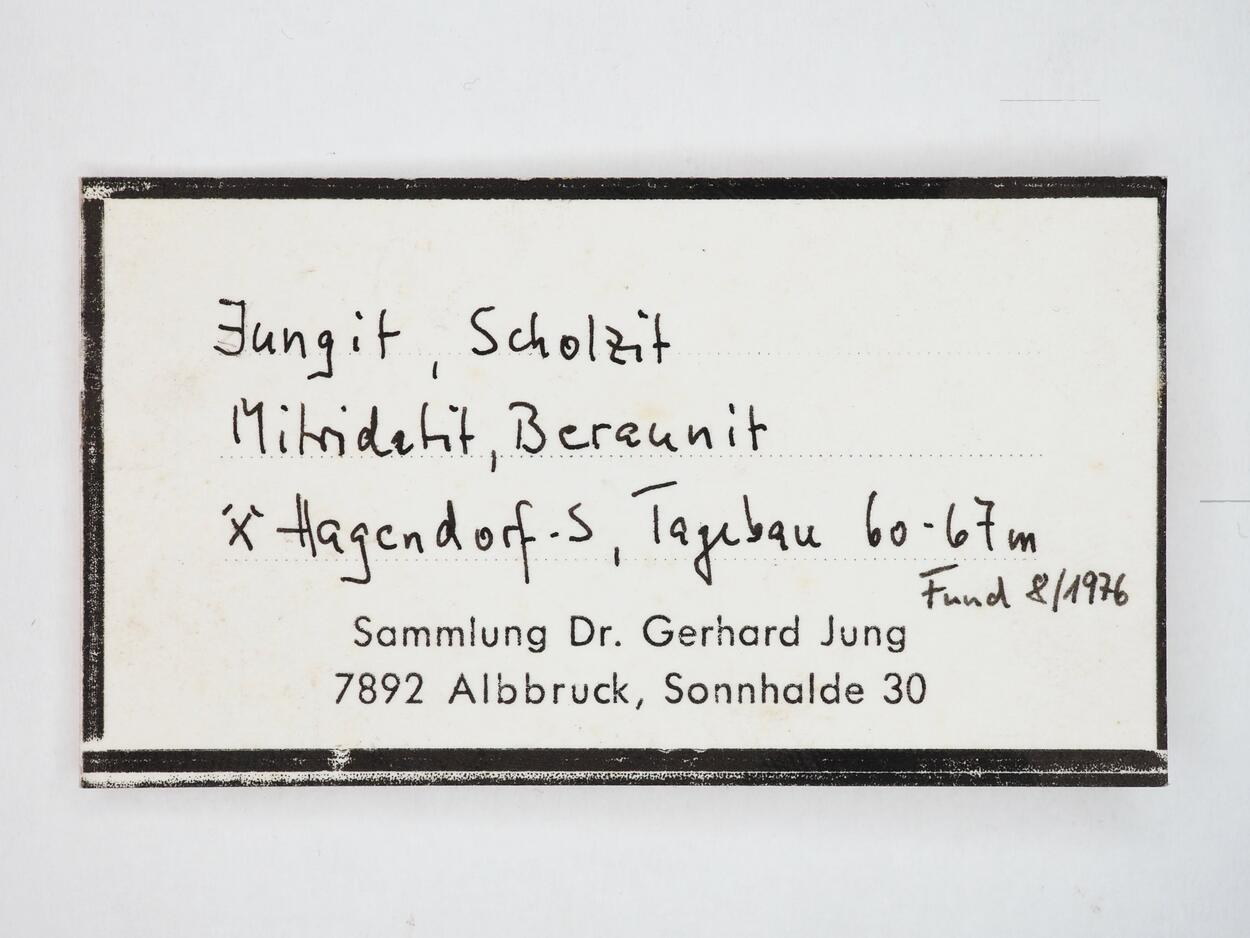 Jungit, Scholzit
Mitridatit, Beraunit
X Hagendorf-S, Tagebau 60-67m
Fund 8/1976
Sammlung Dr. Gerhard Jung
7892 Albbruck, Sonnhalde 30